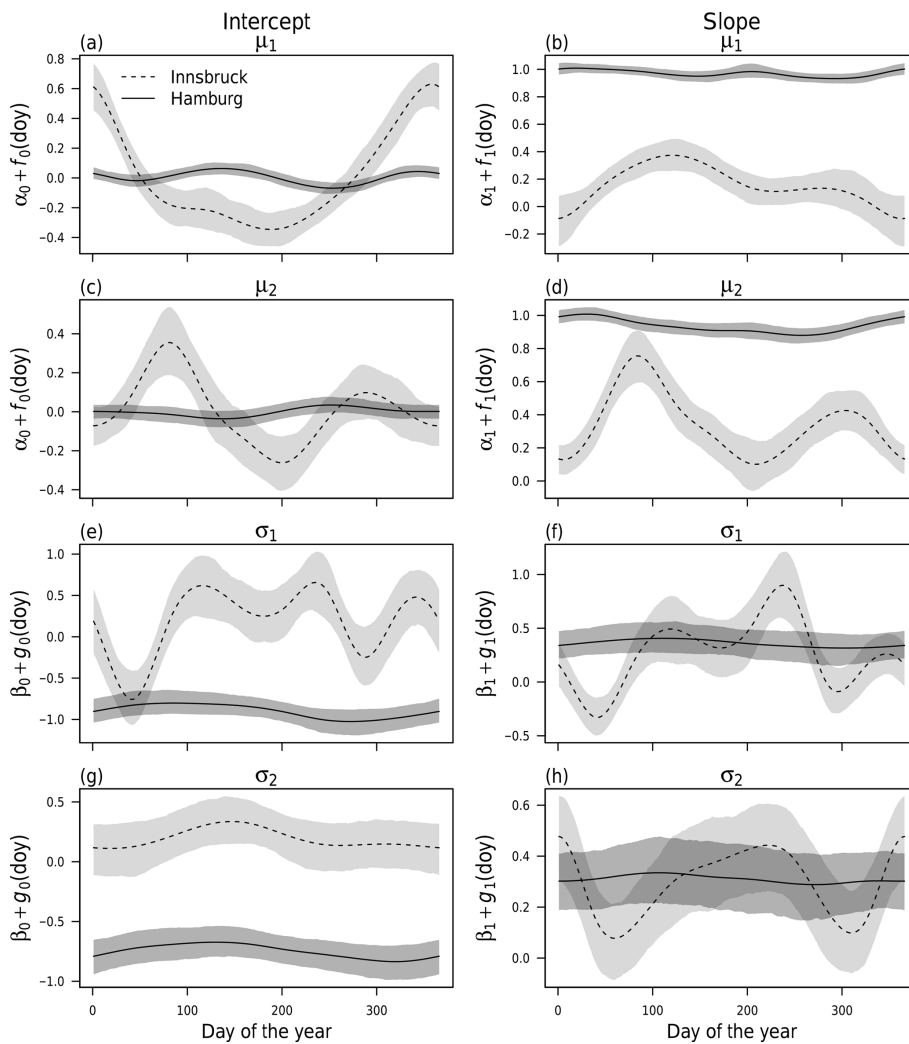 Intercept
Slope
(a) μ1
(b) μ1
α0 + f0(doy)
0.8
0.6
0.4
0.2
0.0
−0.2
−0.4
Innsbruck
Hamburg
α1 + f1(doy)
1.0
0.8
0.6
0.4
0.2
0.0
−0.2
(c) μ2
(d) μ2
α0 + f0(doy)
0.4
0.2
0.0
−0.2
−0.4
α1 + f1(doy)
1.0
0.8
0.6
0.4
0.2
0.0
(e) σ1
(f) σ1
β0 + g0(doy)
1.0
0.5
0.0
−0.5
−1.0
β1 + g1(doy)
1.0
0.5
0.0
−0.5
(g) σ2
(h) σ2
β0 + g0(doy)
0.5
0.0
−0.5
−1.0
β1 + g1(doy)
0.6
0.4
0.2
0.0
0 100 200 300
0 100 200 300
Day of the year
Day of the year